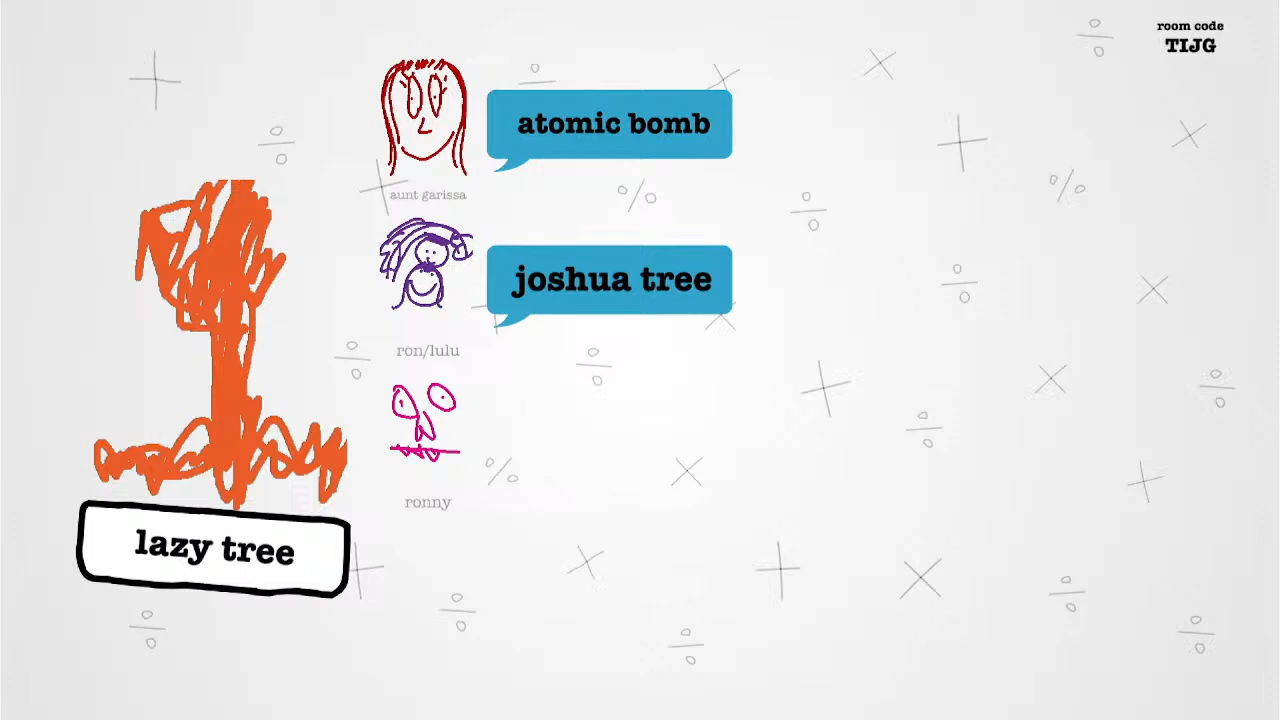 room code
TIJG
atomic bomb
aunt garissa
joshua tree
ron/lulu
ronny
lazy tree